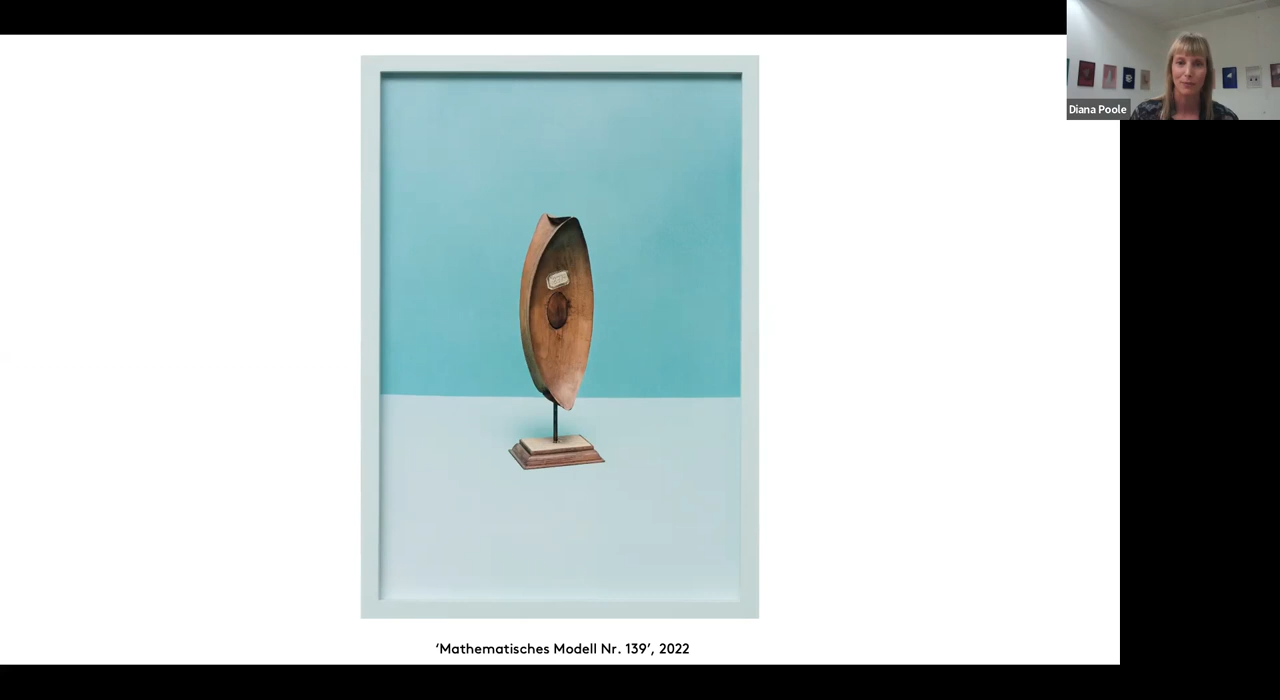 Diana Poole
‘Mathematisches Modell Nr. 139’, 2022